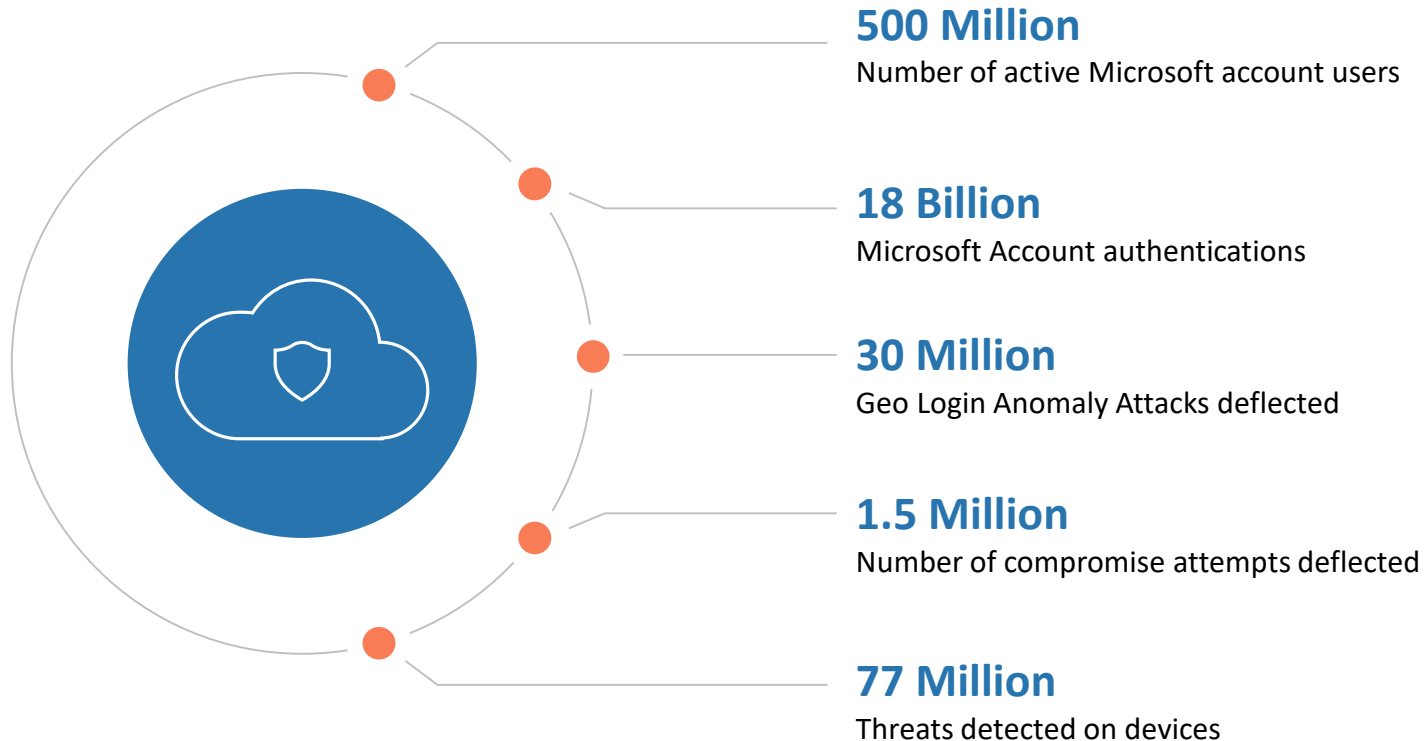 500 Million
Number of active Microsoft account users
18 Billion
Microsoft Account authentications
30 Million
Geo Login Anomaly Attacks deflected
1.5 Million
Number of compromise attempts deflected
77 Million
Threats detected on devices